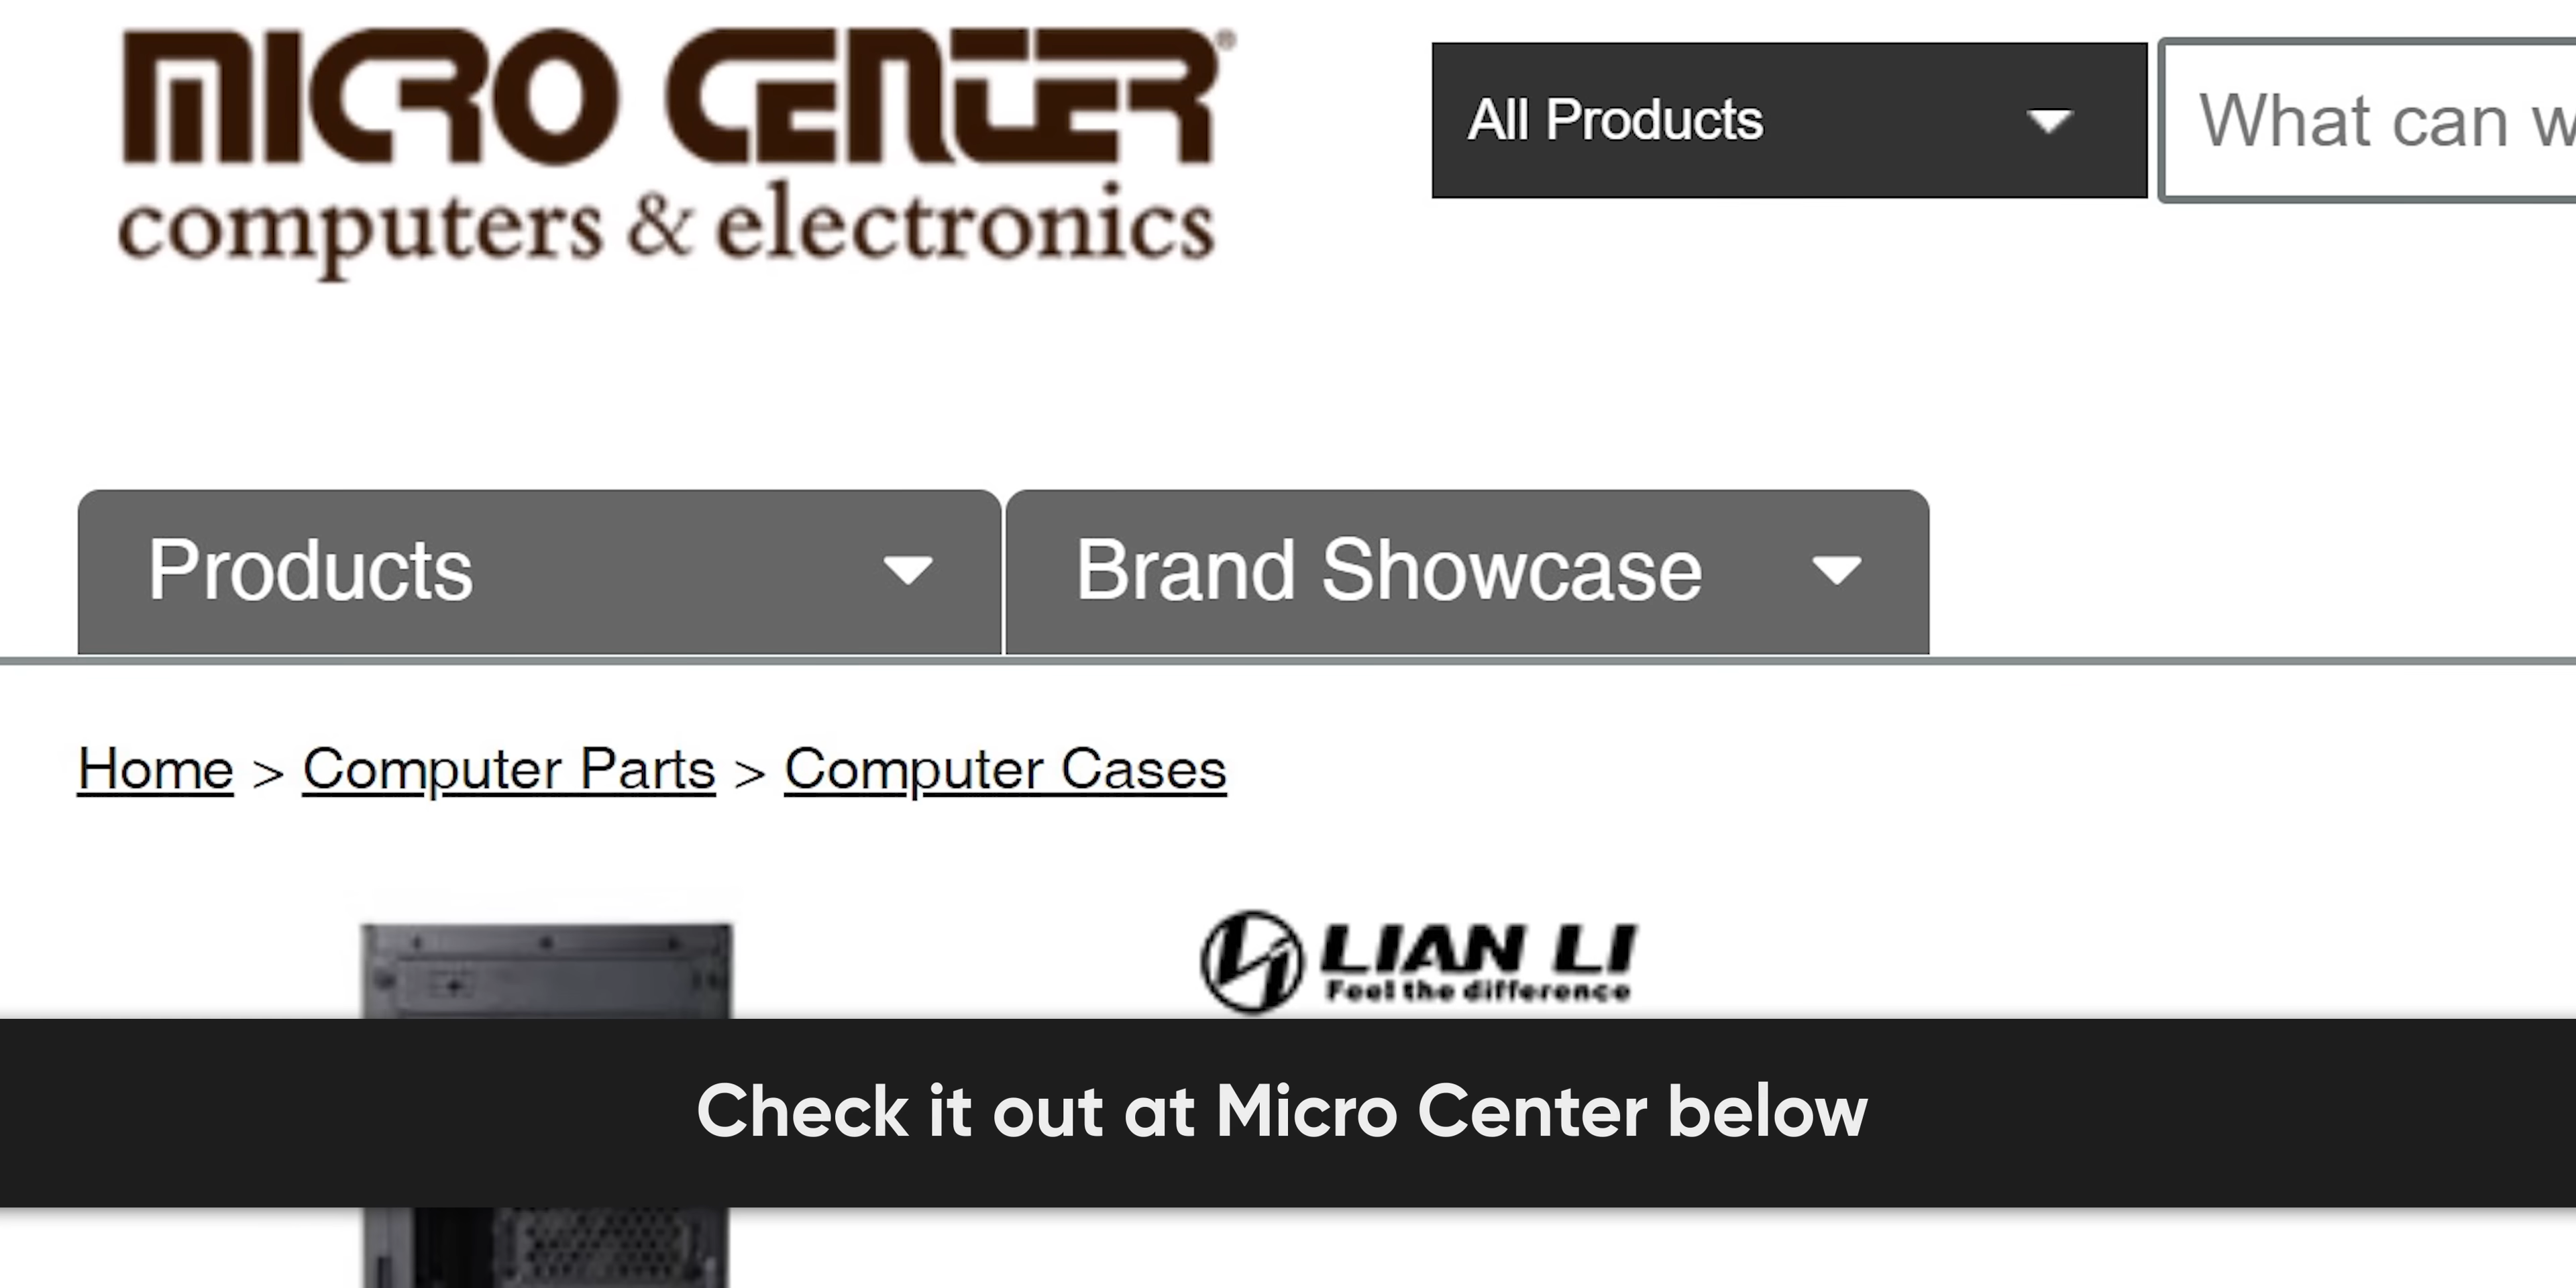 MICRO CENTER®
computers & electronics
All Products
What can w
Products
Brand Showcase
Home > Computer Parts > Computer Cases
LIAN LI
Feel the difference
Check it out at Micro Center below